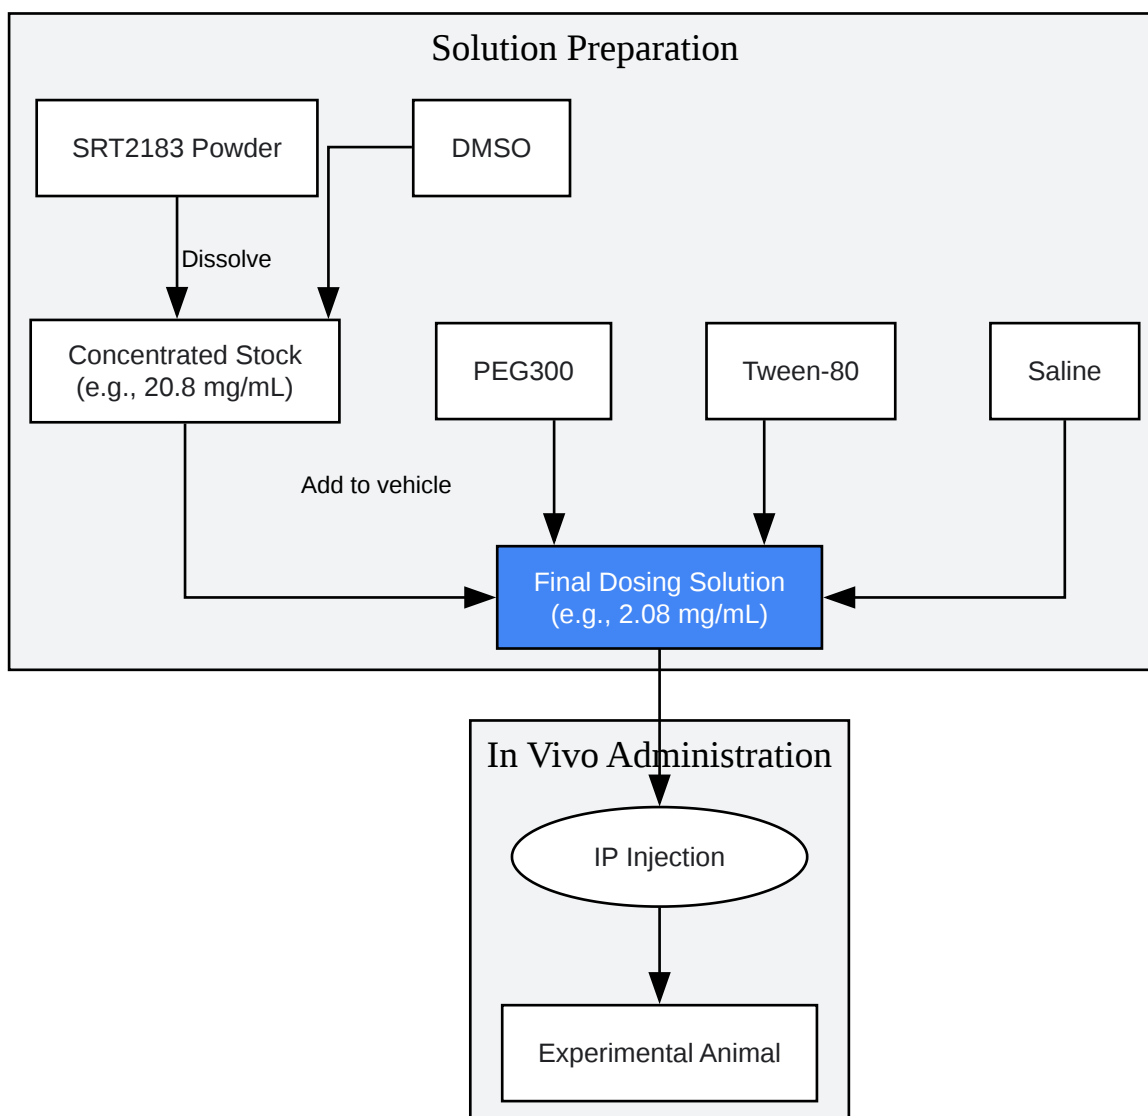 Solution Preparation
SRT2183 Powder
DMSO
Dissolve
Concentrated Stock
(e.g., 20.8 mg/mL)
PEG300
Tween-80
Saline
Add to vehicle
Final Dosing Solution
(e.g., 2.08 mg/mL)
In Vivo Administration
IP Injection
Experimental Animal